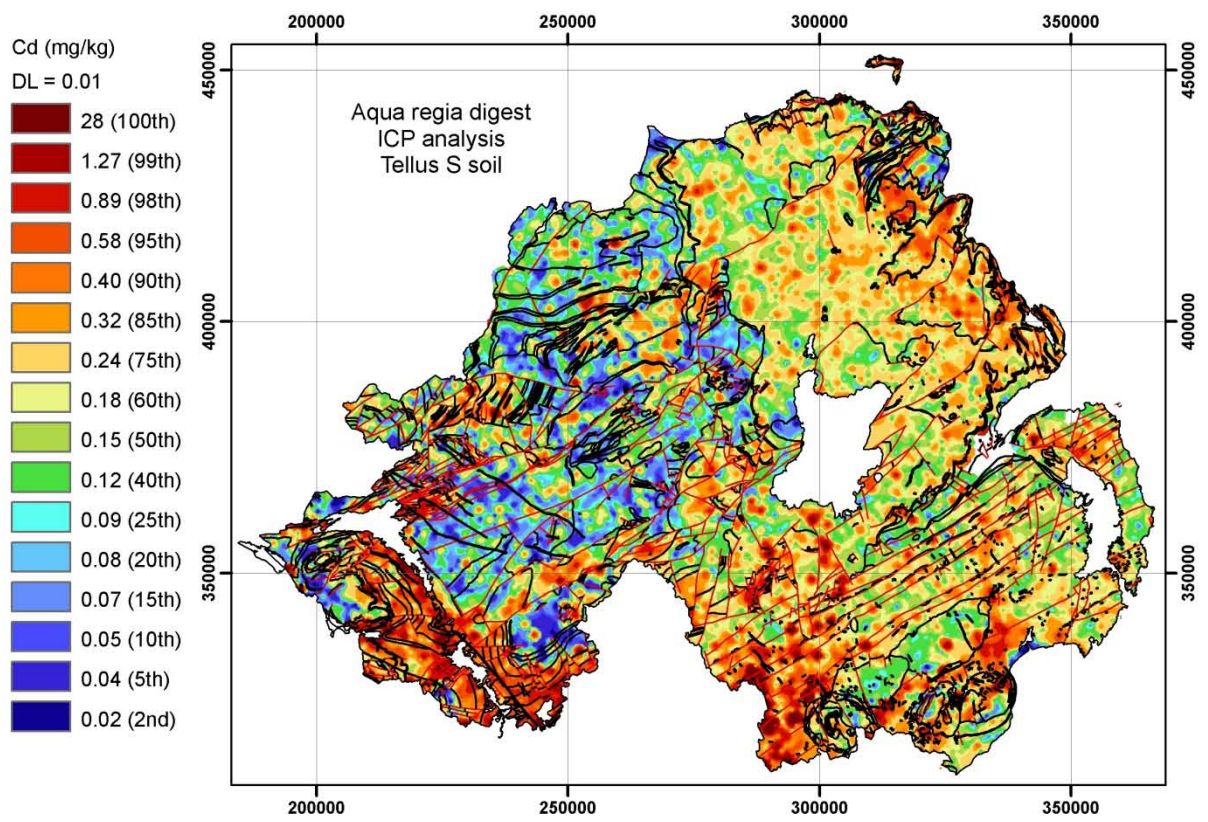 200000 250000 300000 350000
Cd (mg/kg)
DL = 0.01
28 (100th)
1.27 (99th)
0.89 (98th)
0.58 (95th)
0.40 (90th)
0.32 (85th)
0.24 (75th)
0.18 (60th)
0.15 (50th)
0.12 (40th)
0.09 (25th)
0.08 (20th)
0.07 (15th)
0.05 (10th)
0.04 (5th)
0.02 (2nd)
450000
400000
350000
Aqua regia digest
ICP analysis
Tellus S soil
450000
400000
350000
200000 250000 300000 350000